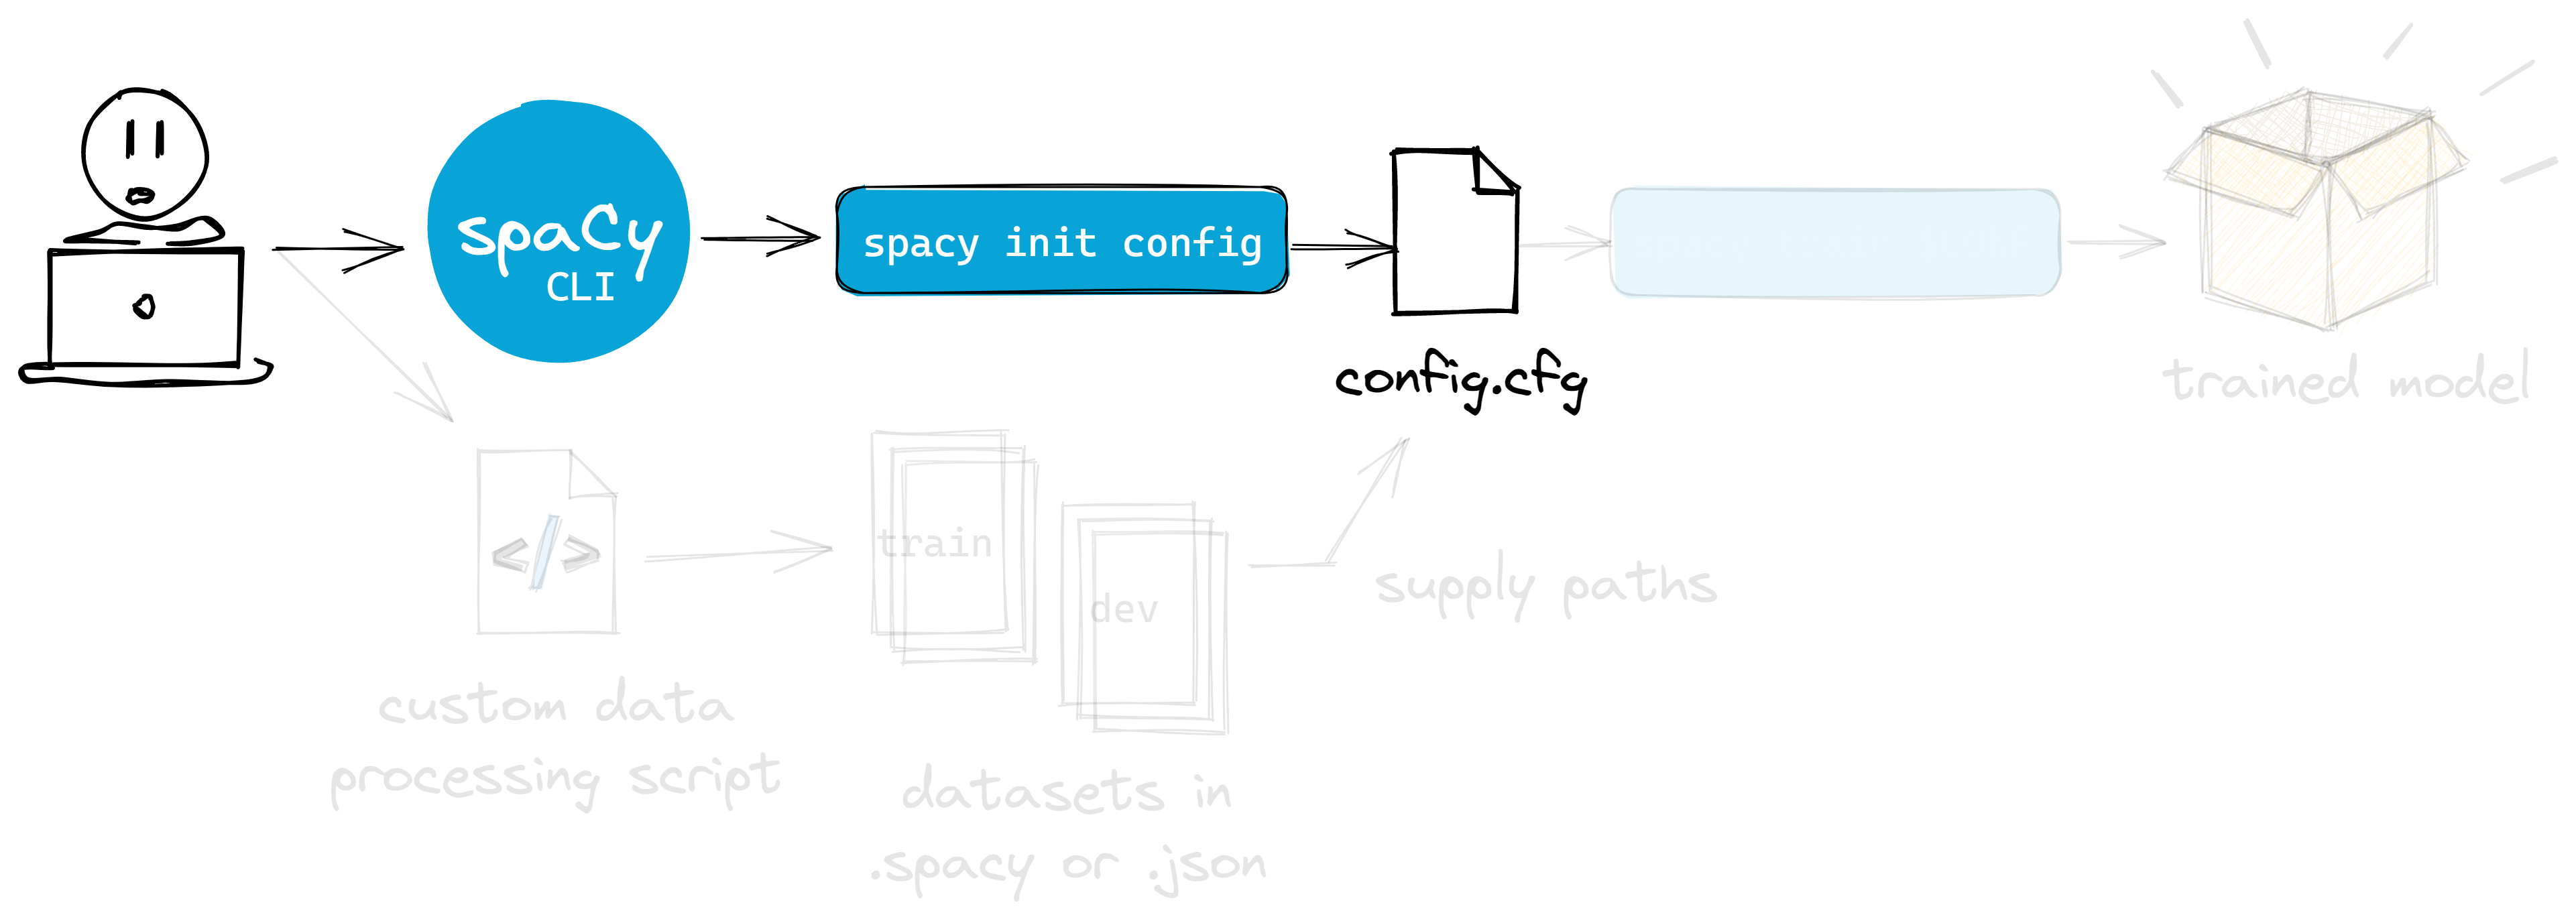 spaCy
CLI
spacy init config
config.cfg
trained model
train
dev
supply paths
custom data
processing script
datasets in
.spacy or .json